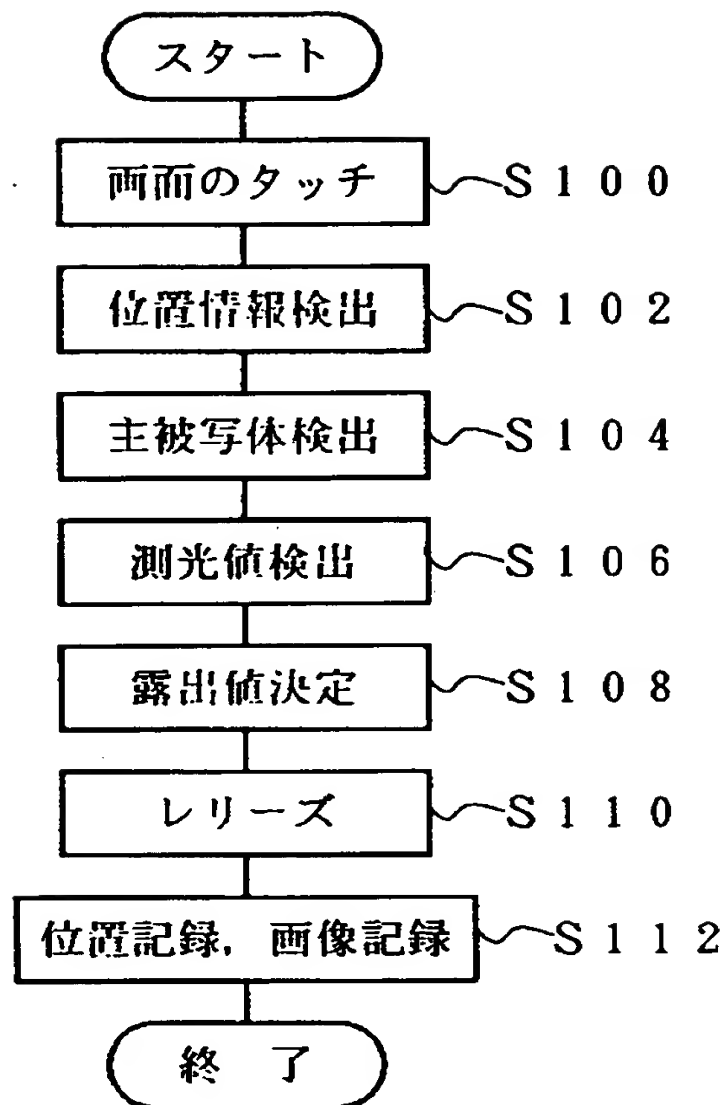 スタート
画面のタッチ S100
位置情報検出 S102
主被写体検出 S104
測光値検出 S106
露出値決定 S108
レリーズ S110
位置記録，画像記録 S112
終 了